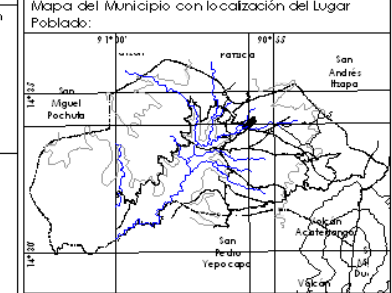 Mapa del Municipio con localización del Lugar
Poblado:
91°00'
90°55'
San
Andrés
Itzapa
14°35'
San
Miguel
Pochuta
Volcán
Acatenango
San
Pedro
Yepocapa
14°30'
Volcán